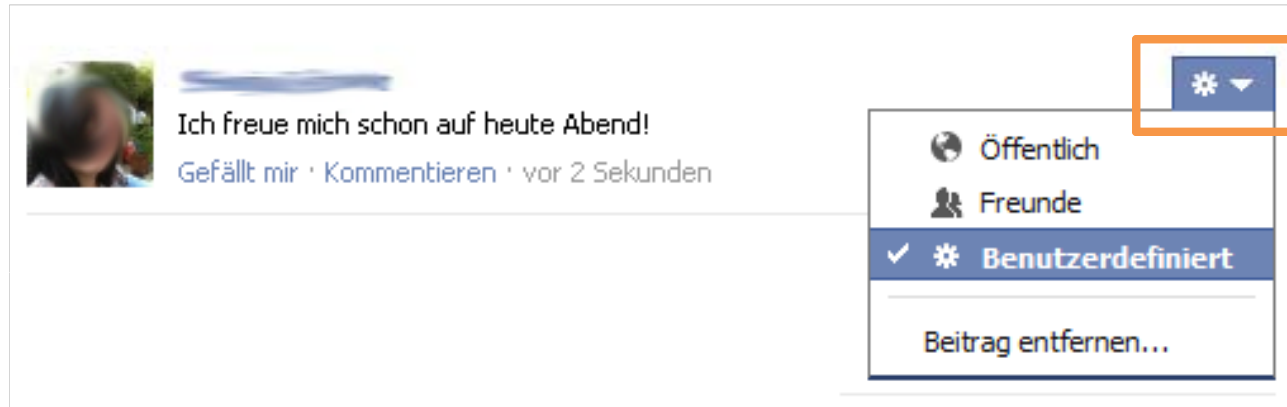 Ich freue mich schon auf heute Abend!
Gefällt mir · Kommentieren · vor 2 Sekunden
Öffentlich
Freunde
Benutzerdefiniert
Beitrag entfernen...